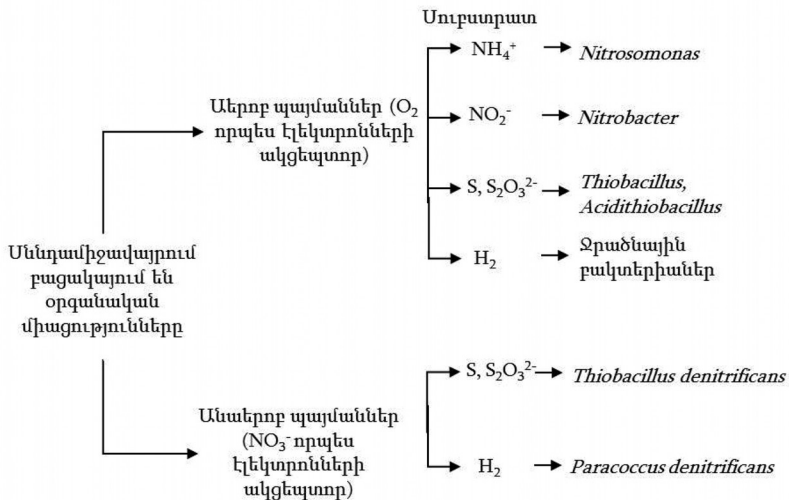 Սուբստրատ
Սննդամիջավայրում
բացակայում են
օրգանական
միացությունները
Աերոբ պայմաններ (O₂
որպես էլեկտրոնների
ակցեպտոր)
NH₄⁺
Nitrosomonas
NO₂⁻
Nitrobacter
S, S₂O₃²⁻
Thiobacillus,
Acidithiobacillus
H₂
Ջրածնային
բակտերիաներ
Անաերոբ պայմաններ
(NO₃⁻ որպես
էլեկտրոնների
ակցեպտոր)
S, S₂O₃²⁻
Thiobacillus denitrificans
H₂
Paracoccus denitrificans